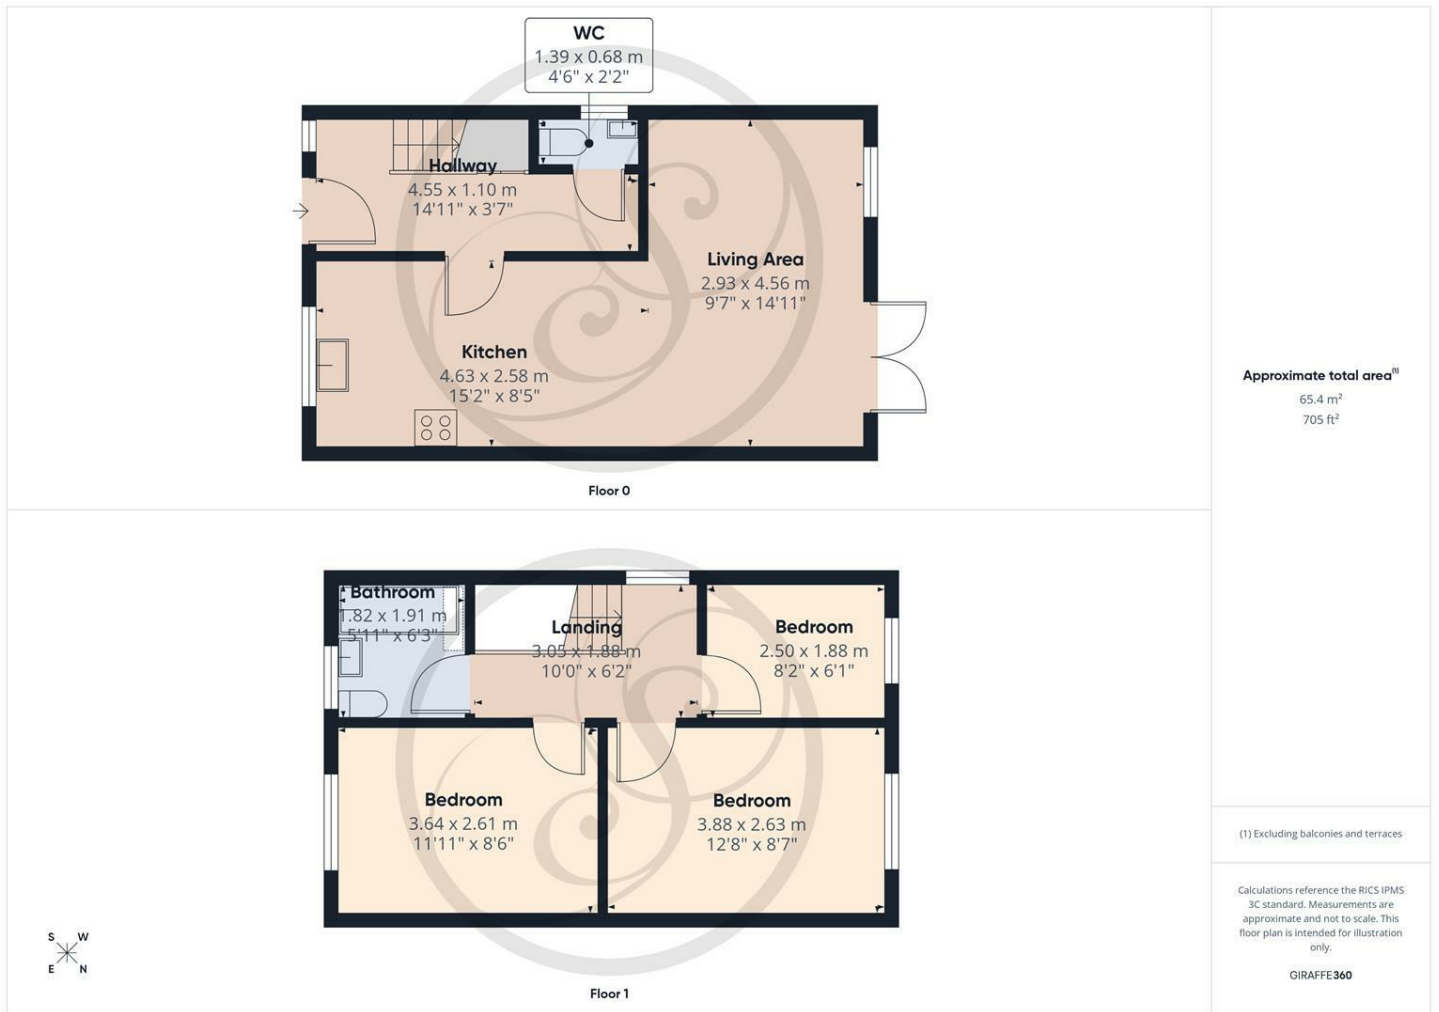 WC
1.39 x 0.68 m
4'6" x 2'2"
Hallway
4.55 x 1.10 m
14'11" x 3'7"
Living Area
2.93 x 4.56 m
9'7" x 14'11"
Kitchen
4.63 x 2.58 m
15'2" x 8'5"
Floor 0
Bathroom
1.82 x 1.91 m
5'11" x 6'3"
Landing
3.05 x 1.88 m
10'0" x 6'2"
Bedroom
2.50 x 1.88 m
8'2" x 6'1"
Bedroom
3.64 x 2.61 m
11'11" x 8'6"
Bedroom
3.88 x 2.63 m
12'8" x 8'7"
Floor 1
S W
E N
Approximate total area(1)
65.4 m²
705 ft²
(1) Excluding balconies and terraces
Calculations reference the RICS IPMS
3C standard. Measurements are
approximate and not to scale. This
floor plan is intended for illustration
only.
GIRAFFE360